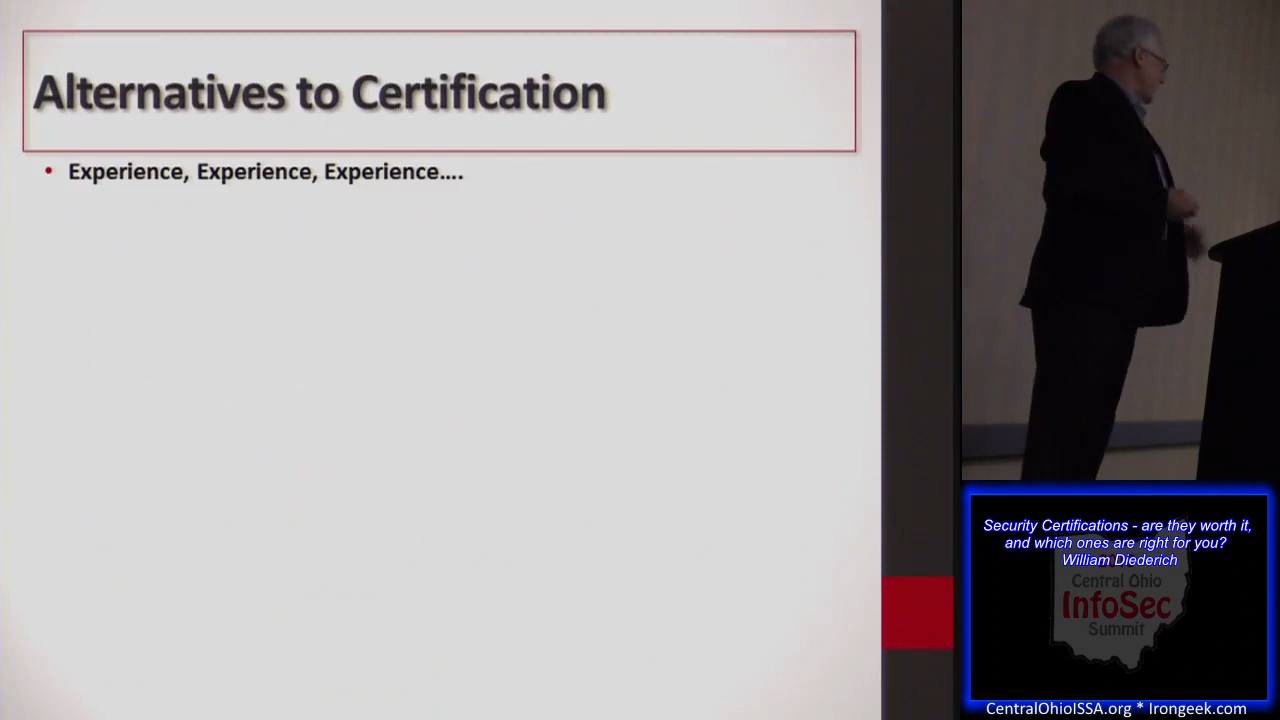 Alternatives to Certification
• Experience, Experience, Experience....
Security Certifications - are they worth it,
and which ones are right for you?
William Diederich
Central Ohio
InfoSec
Summit
CentralOhioISSA.org * Irongeek.com